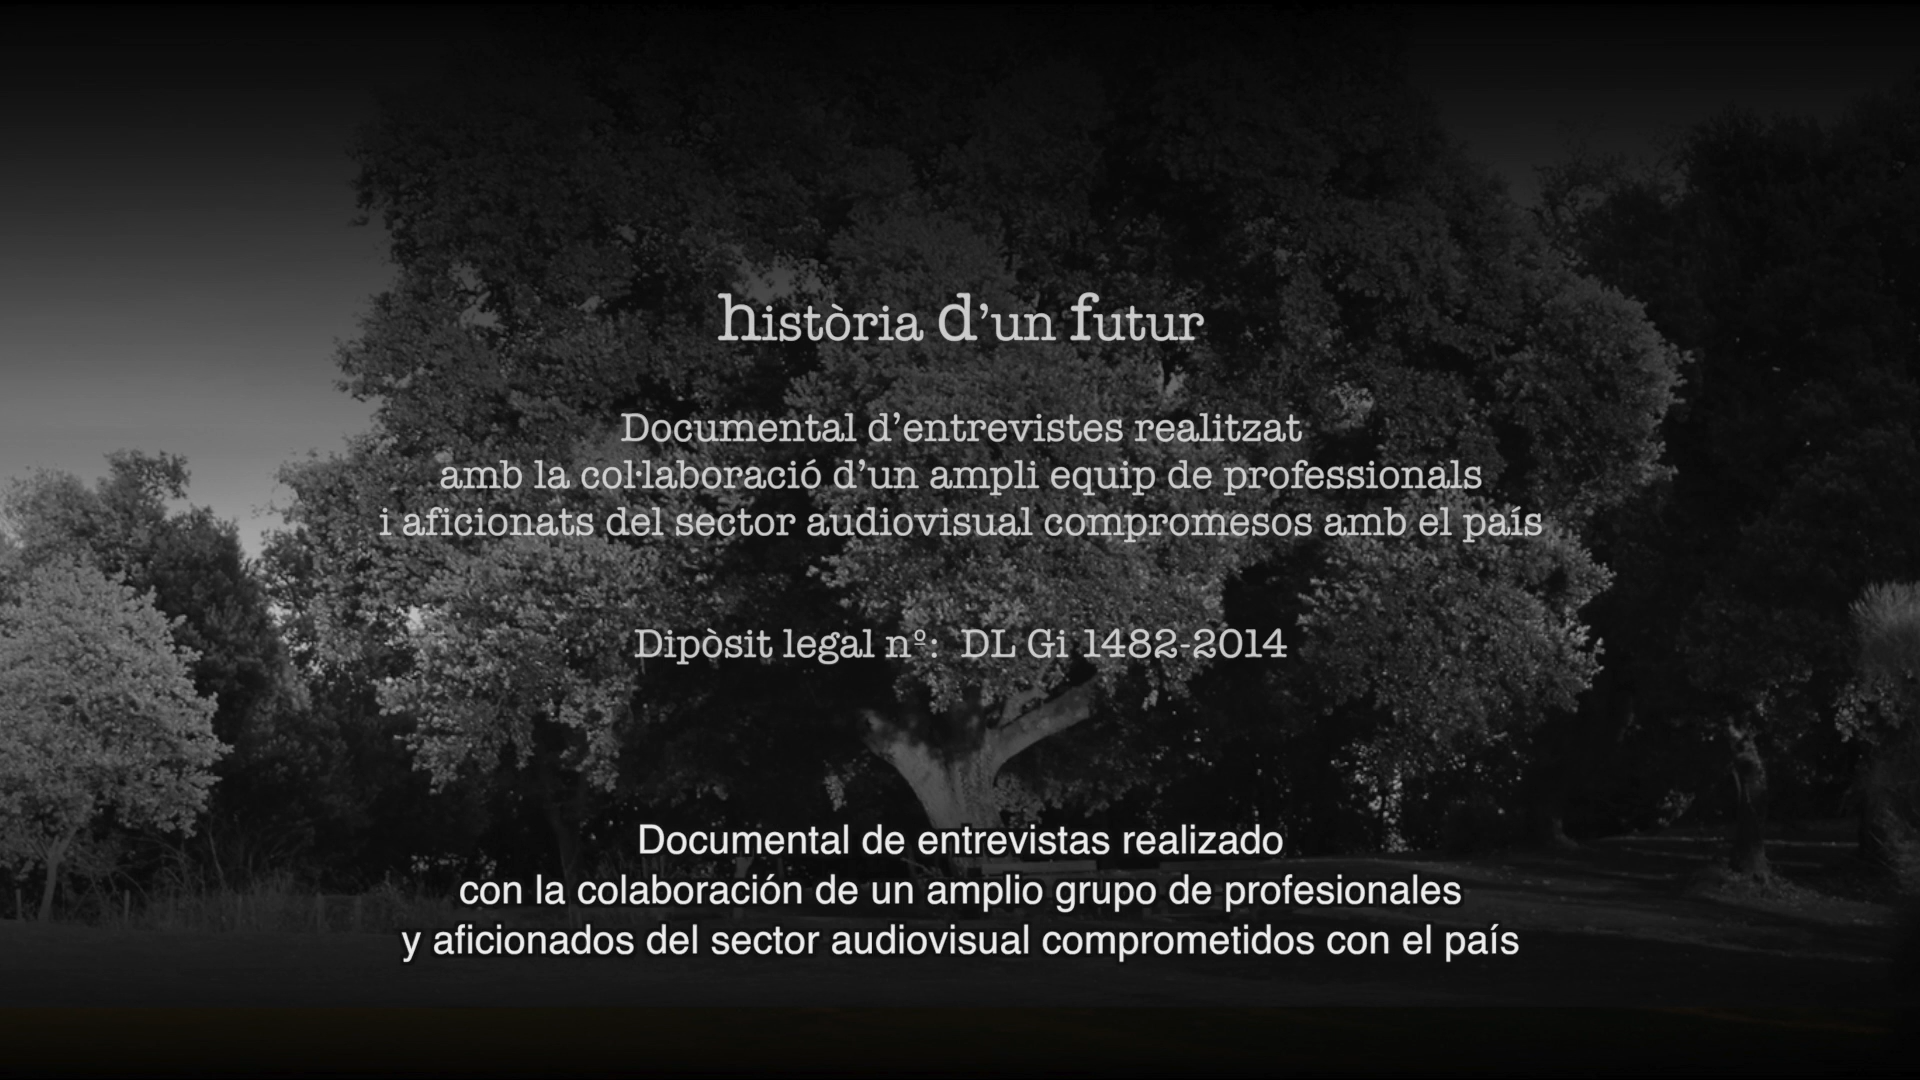 història d’un futur
Documental d’entrevistes realitzat
amb la col·laboració d’un ampli equip de professionals
i aficionats del sector audiovisual compromesos amb el país
Dipòsit legal nº: DL Gi 1482-2014
Documental de entrevistas realizado
con la colaboración de un amplio grupo de profesionales
y aficionados del sector audiovisual comprometidos con el país